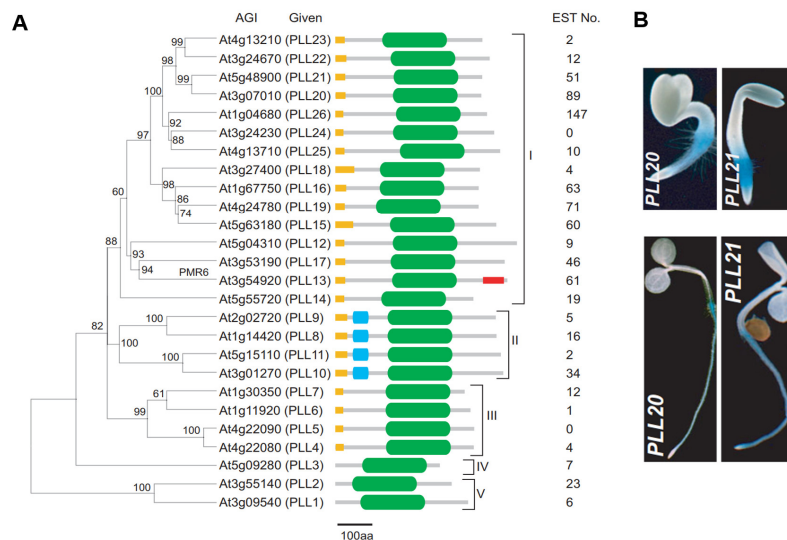 A
AGI Given EST No.
At4g13210 (PLL23) 2
At3g24670 (PLL22) 12
At5g48900 (PLL21) 51
At3g07010 (PLL20) 89
At1g04680 (PLL26) 147
At3g24230 (PLL24) 0
At4g13710 (PLL25) 10
At3g27400 (PLL18) 4
At1g67750 (PLL16) 63
At4g24780 (PLL19) 71
At5g63180 (PLL15) 60
At5g04310 (PLL12) 9
At3g53190 (PLL17) 46
PMR6 At3g54920 (PLL13) 61
At5g55720 (PLL14) 19
At2g02720 (PLL9) 5
At1g14420 (PLL8) 16
At5g15110 (PLL11) 2
At3g01270 (PLL10) 34
At1g30350 (PLL7) 12
At1g11920 (PLL6) 1
At4g22090 (PLL5) 0
At4g22080 (PLL4) 4
At5g09280 (PLL3) 7
At3g55140 (PLL2) 23
At3g09540 (PLL1) 6
99
98
99
100
92
88
97
98
86
74
60
93
94
88
100
100
100
82
61
99
100
100
I
II
III
IV
V
100aa
B
PLL20
PLL21
PLL20
PLL21